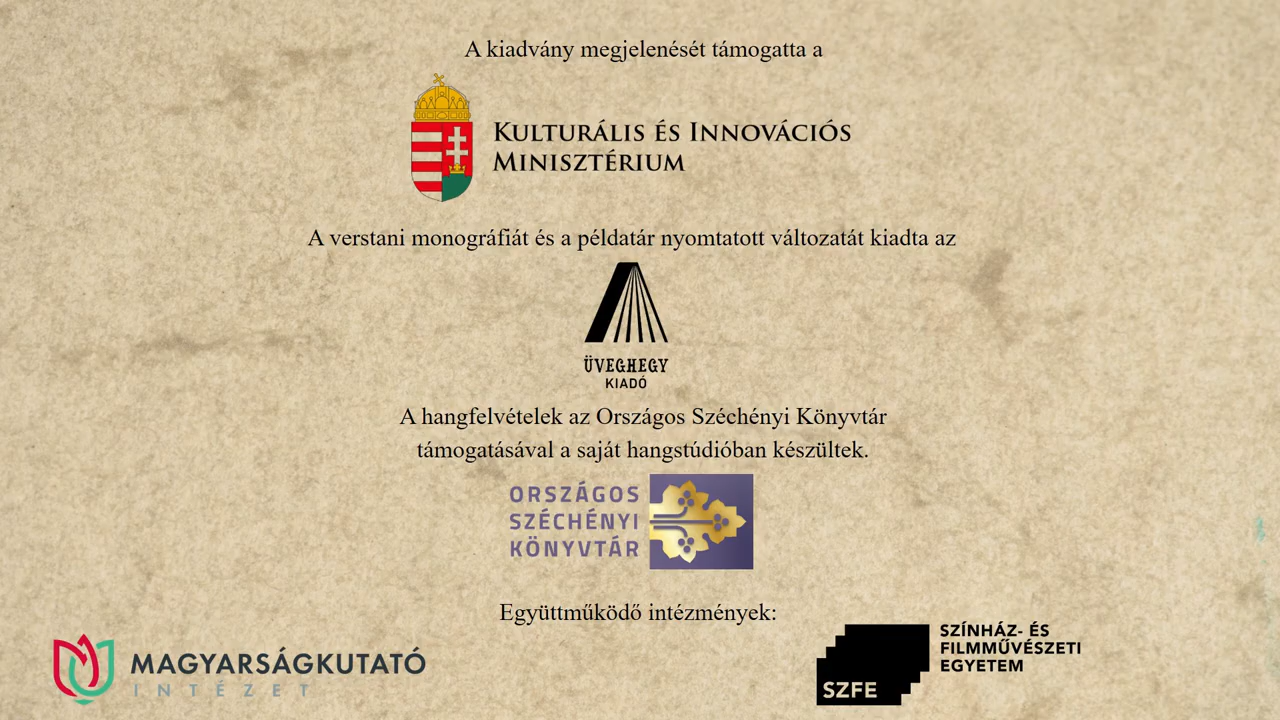 A kiadvány megjelenését támogatta a
Kulturális és Innovációs
Minisztérium
A verstani monográfiát és a példatár nyomtatott változatát kiadta az
ÜVEGHEGY
KIADÓ
A hangfelvételek az Országos Széchényi Könyvtár
támogatásával a saját hangstúdióban készültek.
ORSZÁGOS
SZÉCHÉNYI
KÖNYVTÁR
Együttműködő intézmények:
MAGYARSÁGKUTATÓ
INTÉZET
SZÍNHÁZ- ÉS
FILMMŰVÉSZETI
EGYETEM
SZFE